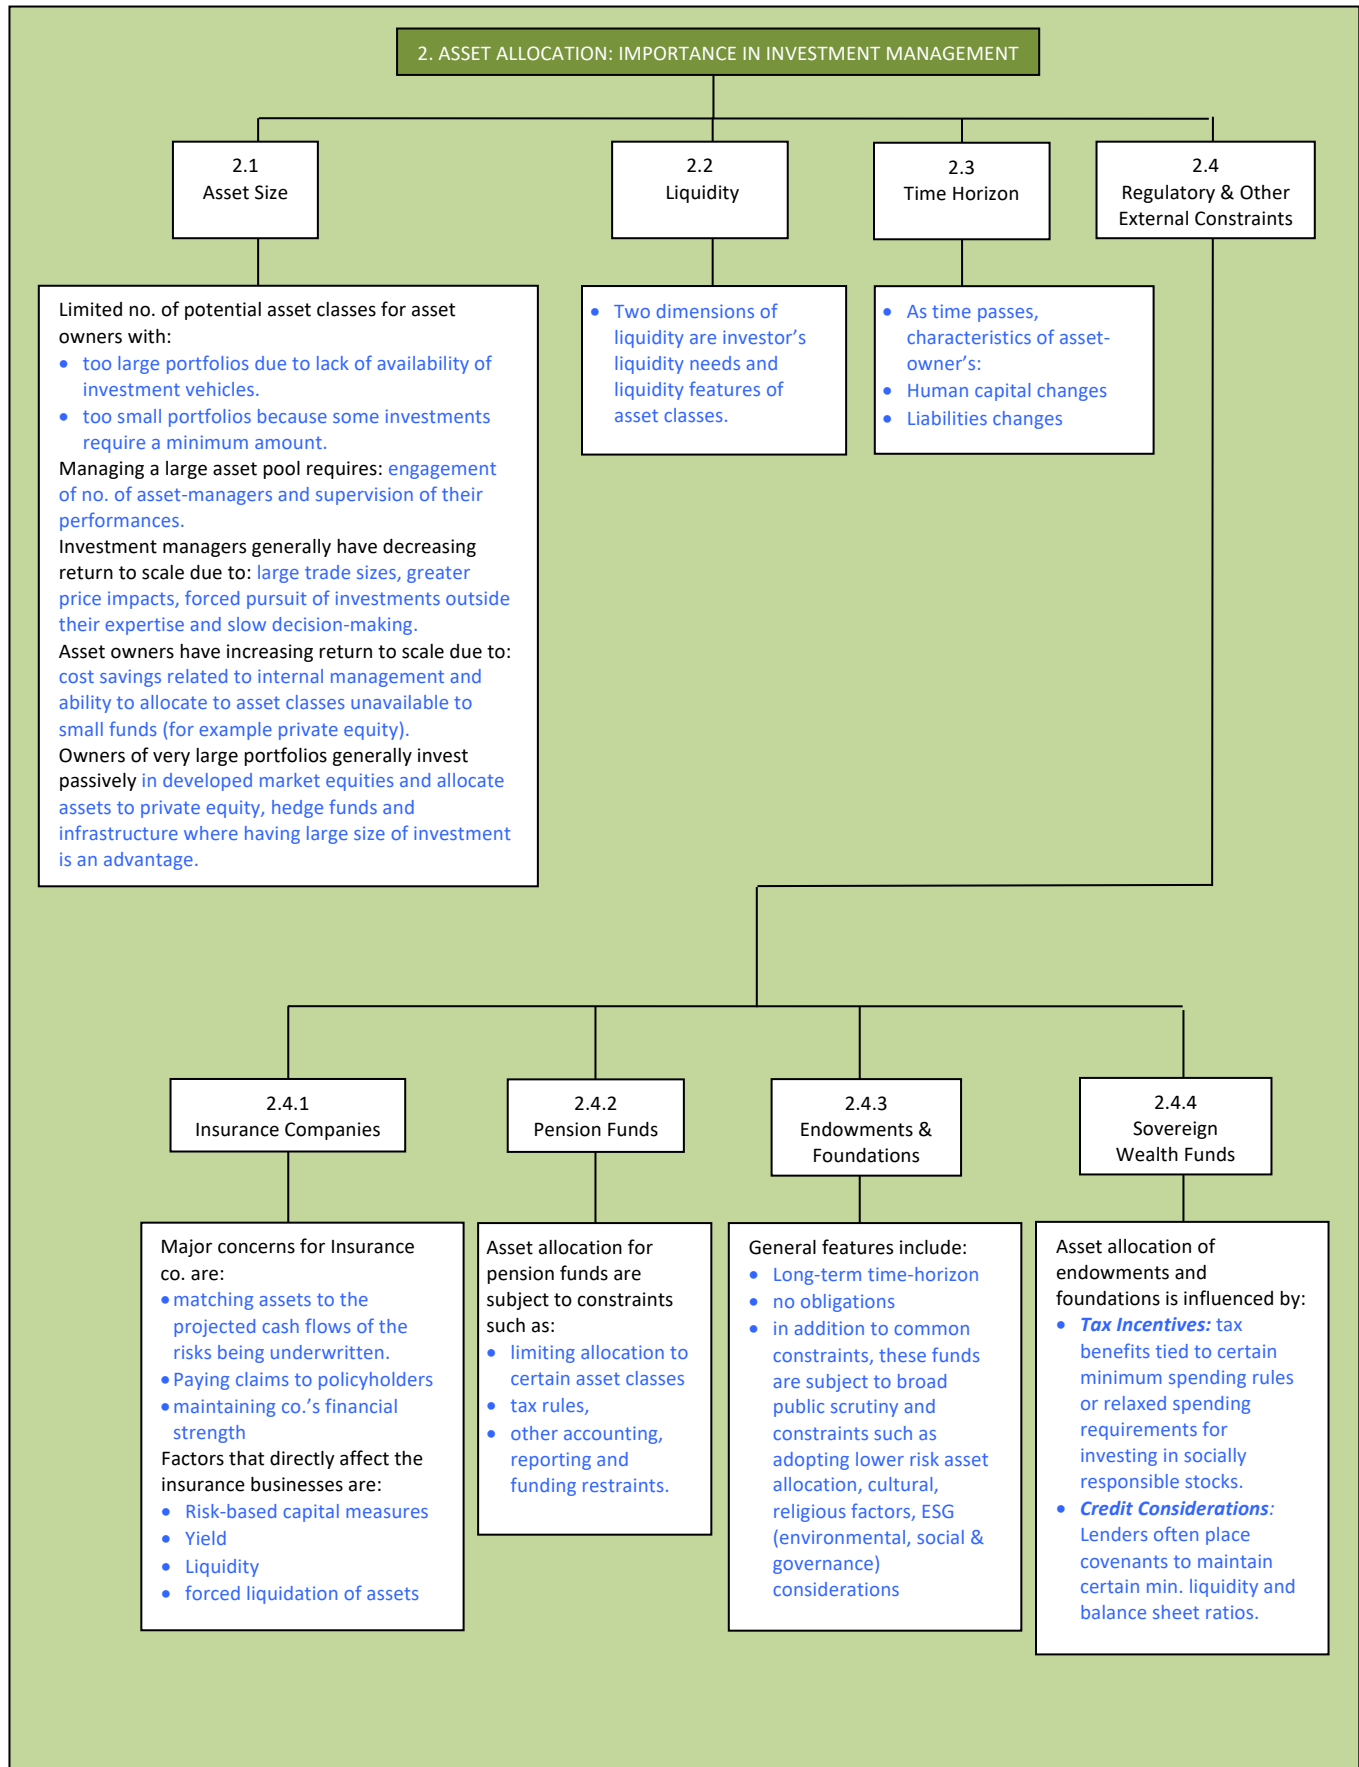 2. ASSET ALLOCATION: IMPORTANCE IN INVESTMENT MANAGEMENT
2.1
Asset Size
2.2
Liquidity
2.3
Time Horizon
2.4
Regulatory & Other
External Constraints
Limited no. of potential asset classes for asset
owners with:
• too large portfolios due to lack of availability of
investment vehicles.
• too small portfolios because some investments
require a minimum amount.
Managing a large asset pool requires: engagement
of no. of asset-managers and supervision of their
performances.
Investment managers generally have decreasing
return to scale due to: large trade sizes, greater
price impacts, forced pursuit of investments outside
their expertise and slow decision-making.
Asset owners have increasing return to scale due to:
cost savings related to internal management and
ability to allocate to asset classes unavailable to
small funds (for example private equity).
Owners of very large portfolios generally invest
passively in developed market equities and allocate
assets to private equity, hedge funds and
infrastructure where having large size of investment
is an advantage.
• Two dimensions of
liquidity are investor’s
liquidity needs and
liquidity features of
asset classes.
• As time passes,
characteristics of asset-
owner’s:
• Human capital changes
• Liabilities changes
2.4.1
Insurance Companies
2.4.2
Pension Funds
2.4.3
Endowments &
Foundations
2.4.4
Sovereign
Wealth Funds
Major concerns for Insurance
co. are:
• matching assets to the
projected cash flows of the
risks being underwritten.
• Paying claims to policyholders
• maintaining co.’s financial
strength
Factors that directly affect the
insurance businesses are:
• Risk-based capital measures
• Yield
• Liquidity
• forced liquidation of assets
Asset allocation for
pension funds are
subject to constraints
such as:
• limiting allocation to
certain asset classes
• tax rules,
• other accounting,
reporting and
funding restraints.
General features include:
• Long-term time-horizon
• no obligations
• in addition to common
constraints, these funds
are subject to broad
public scrutiny and
constraints such as
adopting lower risk asset
allocation, cultural,
religious factors, ESG
(environmental, social &
governance)
considerations
Asset allocation of
endowments and
foundations is influenced by:
• Tax Incentives: tax
benefits tied to certain
minimum spending rules
or relaxed spending
requirements for
investing in socially
responsible stocks.
• Credit Considerations:
Lenders often place
covenants to maintain
certain min. liquidity and
balance sheet ratios.